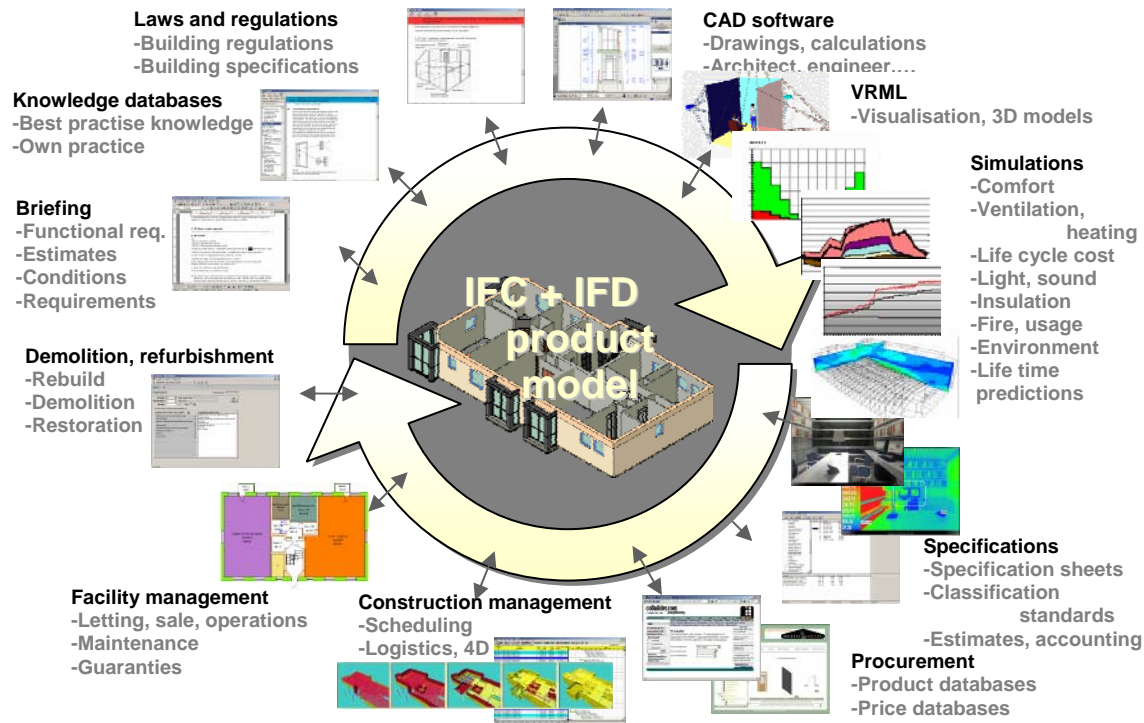 Laws and regulations
-Building regulations
-Building specifications
CAD software
-Drawings, calculations
-Architect, engineer,...
VRML
-Visualisation, 3D models
Knowledge databases
-Best practise knowledge
-Own practice
Simulations
-Comfort
-Ventilation,
heating
-Life cycle cost
-Light, sound
-Insulation
-Fire, usage
-Environment
-Life time
predictions
Briefing
-Functional req.
-Estimates
-Conditions
-Requirements
IFC + IFD
product
model
Demolition, refurbishment
-Rebuild
-Demolition
-Restoration
Specifications
-Specification sheets
-Classification
standards
-Estimates, accounting
Facility management
-Letting, sale, operations
-Maintenance
-Guaranties
Construction management
-Scheduling
-Logistics, 4D
Procurement
-Product databases
-Price databases